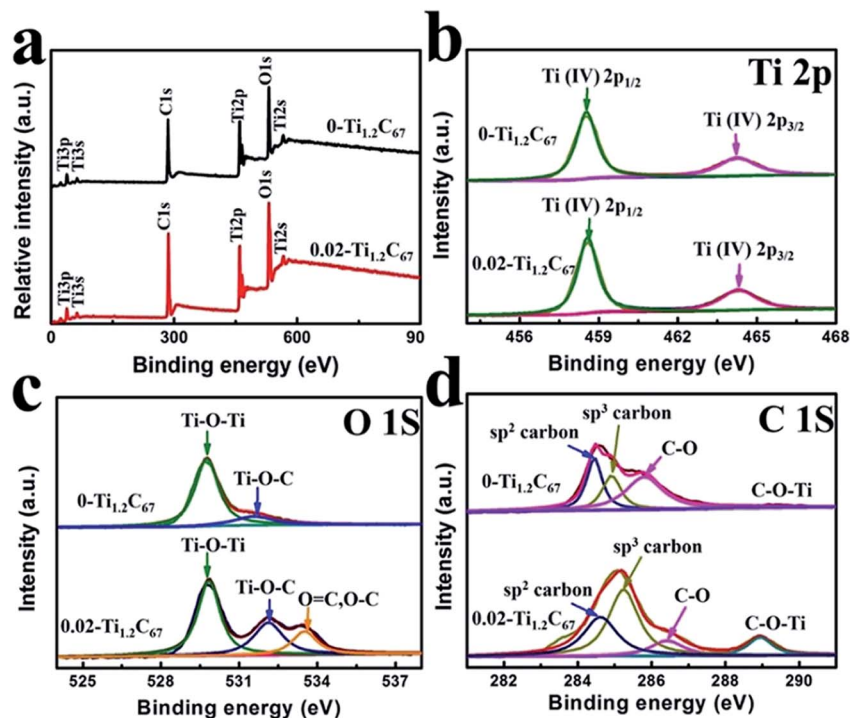 a
Relative intensity (a.u.)
Ti3p
Ti3s
C1s
Ti2p
O1s
Ti2s
0-Ti1.2C67
Ti3p
Ti3s
C1s
Ti2p
O1s
Ti2s
0.02-Ti1.2C67
0 300 600 90
Binding energy (eV)
b
Ti 2p
Intensity (a.u.)
Ti (IV) 2p1/2
Ti (IV) 2p3/2
0-Ti1.2C67
Ti (IV) 2p1/2
Ti (IV) 2p3/2
0.02-Ti1.2C67
456 459 462 465 468
Binding energy (eV)
c
O 1S
Intensity (a.u.)
Ti-O-Ti
Ti-O-C
0-Ti1.2C67
Ti-O-Ti
Ti-O-C
O=C,O-C
0.02-Ti1.2C67
525 528 531 534 537
Binding energy (eV)
d
C 1S
Intensity (a.u.)
sp3 carbon
sp2 carbon
C-O
0-Ti1.2C67
C-O-Ti
sp3 carbon
sp2 carbon
C-O
0.02-Ti1.2C67
C-O-Ti
282 284 286 288 290
Binding energy (eV)